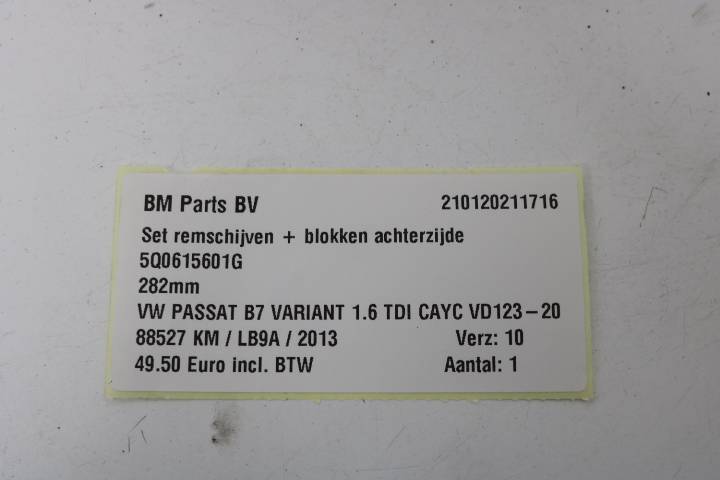 BM Parts BV 210120211716
Set remschijven + blokken achterzijde
5Q0615601G
282mm
VW PASSAT B7 VARIANT 1.6 TDI CAYC VD123-20
88527 KM / LB9A / 2013 Verz: 10
49.50 Euro incl. BTW Aantal: 1